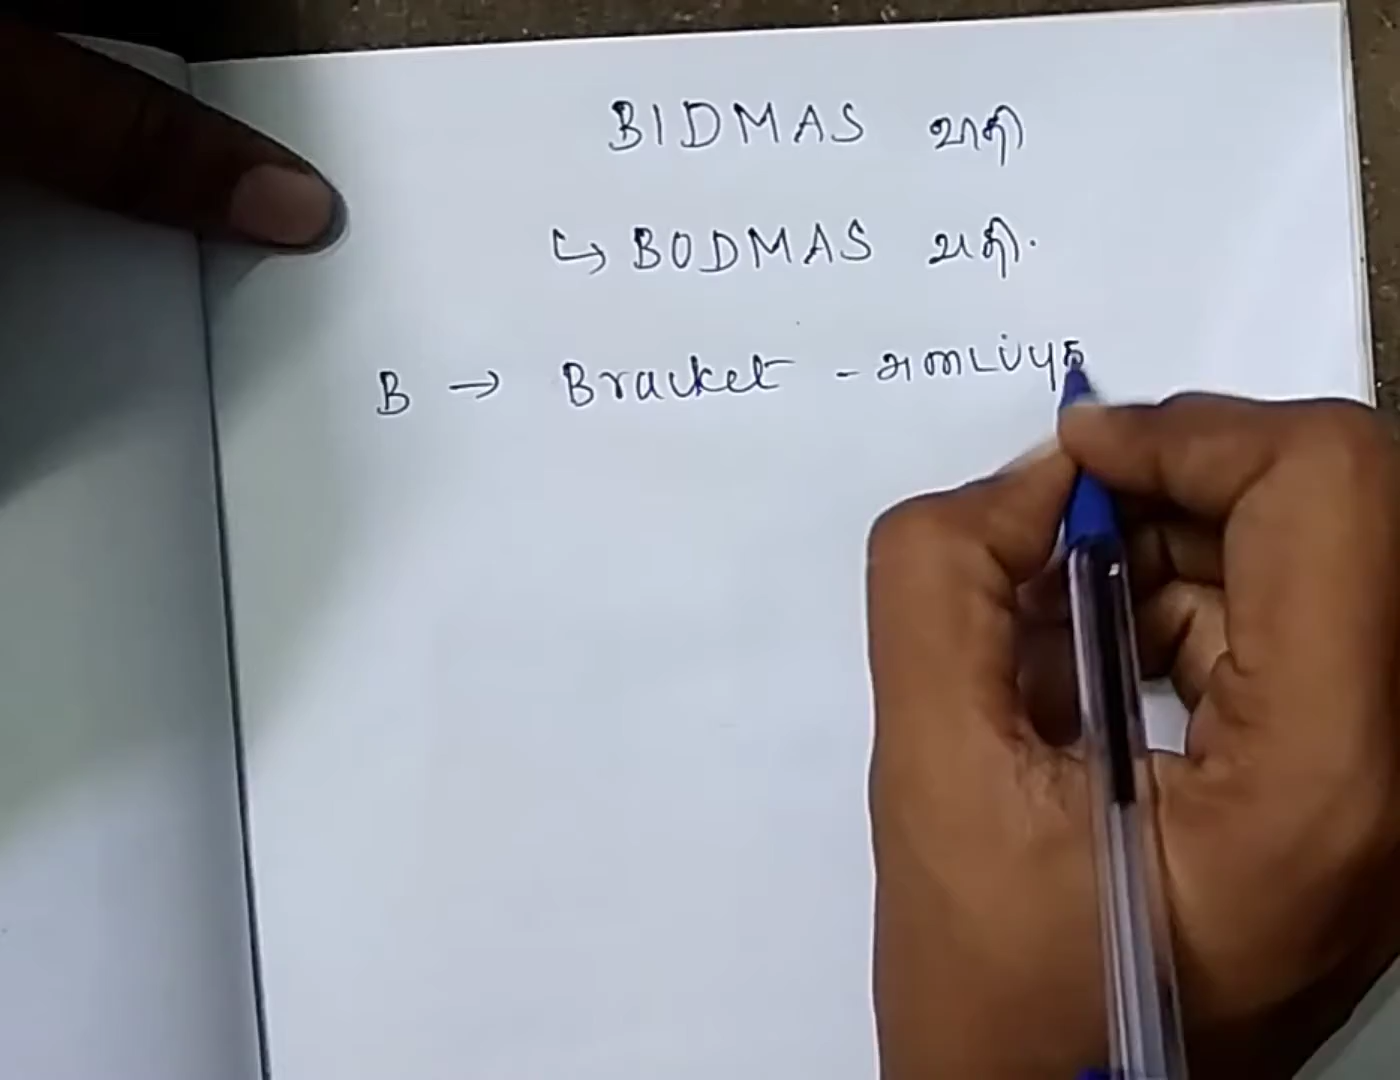 BIDMAS விதி
↳ BODMAS விதி.
B → Bracket - அடைப்புக